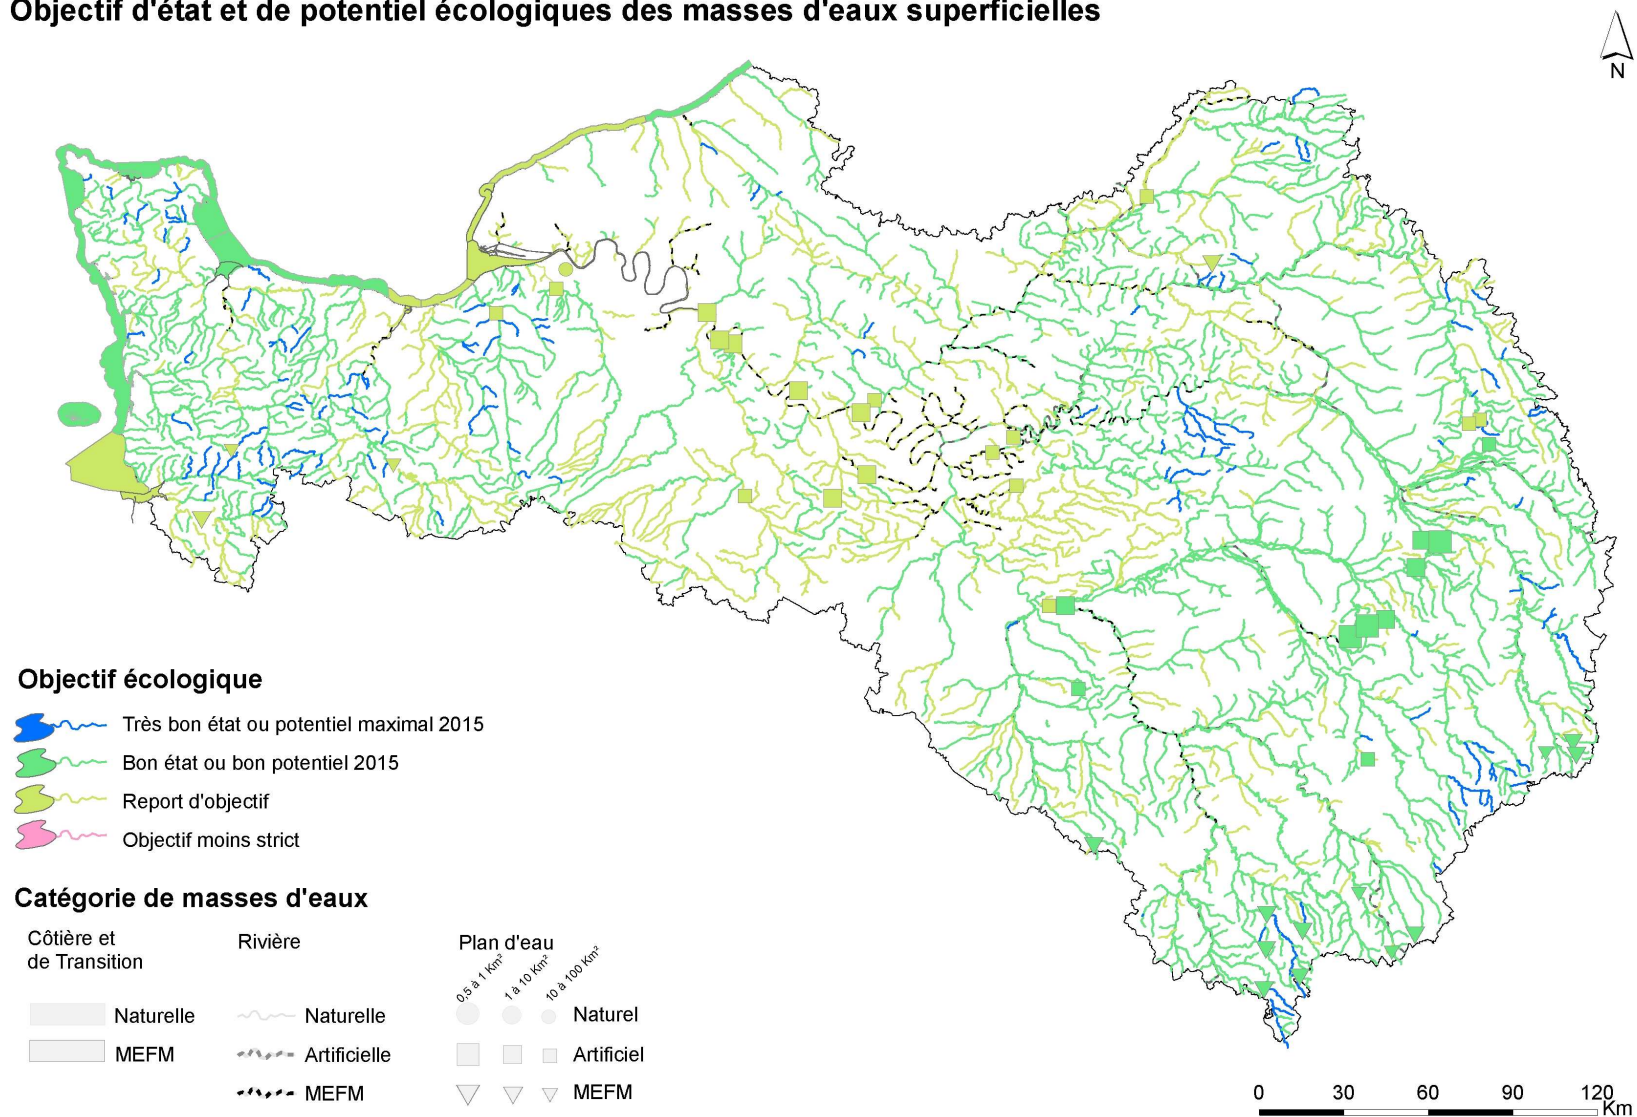 Objectif d'état et de potentiel écologiques des masses d'eaux superficielles
N
Objectif écologique
Très bon état ou potentiel maximal 2015
Bon état ou bon potentiel 2015
Report d'objectif
Objectif moins strict
Catégorie de masses d'eaux
Côtière et
de Transition
Rivière
Plan d'eau
0,5 à 1 Km²
1 à 10 Km²
10 à 100 Km²
Naturelle
Naturelle
Naturel
MEFM
Artificielle
Artificiel
MEFM
MEFM
0 30 60 90 120
Km